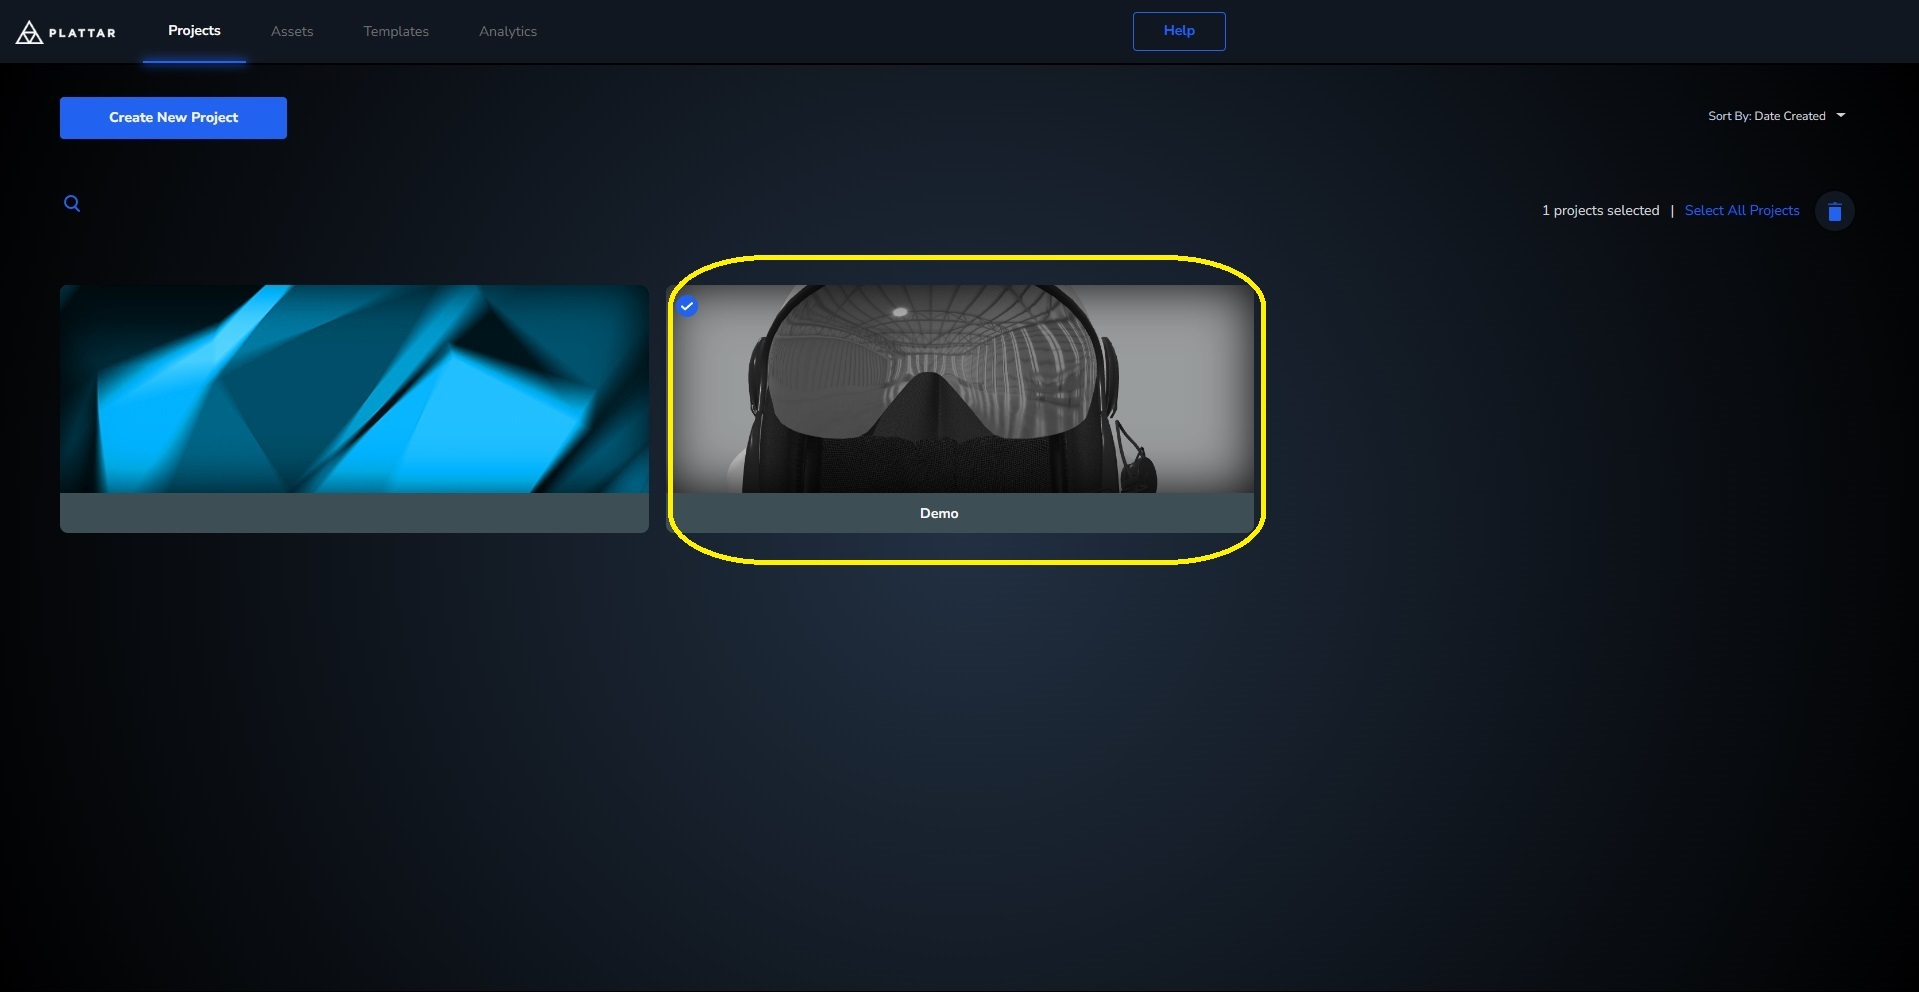 PLATTAR
Projects
Assets
Templates
Analytics
Help
Create New Project
Sort By: Date Created
1 projects selected | Select All Projects
Demo